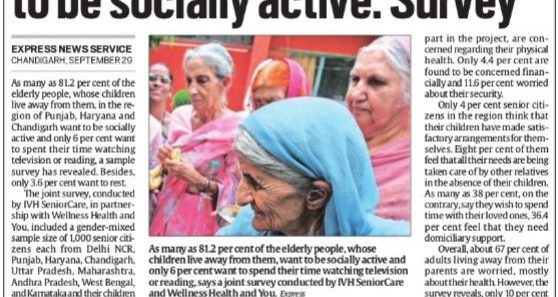 to be socially active: Survey
EXPRESS NEWS SERVICE
CHANDIGARH, SEPTEMBER 29
As many as 81.2 per cent of the
elderly people, whose children
live away from them, in the re-
gion of Punjab, Haryana and
Chandigarh want to be socially
active and only 6 per cent want
to spent their time watching
television or reading, a sample
survey has revealed. Besides,
only 3.6 per cent want to rest.
The joint survey, conducted
by IVH SeniorCare, in partner-
ship with Wellness Health and
You, included a gender-mixed
sample size of 1,000 senior citi-
zens each from Delhi NCR,
Punjab, Haryana, Chandigarh,
Uttar Pradesh, Maharashtra,
Andhra Pradesh, West Bengal,
and Karnataka and their children
As many as 81.2 per cent of the elderly people, whose
children live away from them, want to be socially active and
only 6 per cent want to spent their time watching television
or reading, says a joint survey conducted by IVH SeniorCare
and Wellness Health and You. Express
part in the project, are con-
cerned regarding their physical
health. Only 4.4 per cent are
found to be concerned finan-
cially and 11.6 per cent worried
about their security.
Only 4 per cent senior citi-
zens in the region think that
their children have made satis-
factory arrangements for them-
selves. Eight per cent of them
feel that all their needs are being
taken care of by other relatives
in the absence of their children.
As many as 38 per cent, on the
contrary, say they wish to spend
time with their loved ones, 36.4
per cent feel that they need
domiciliary support.
Overall, about 67 per cent of
adults living away from their
parents are worried, mostly
about their health. However, the
survey reveals, only 10 per cent